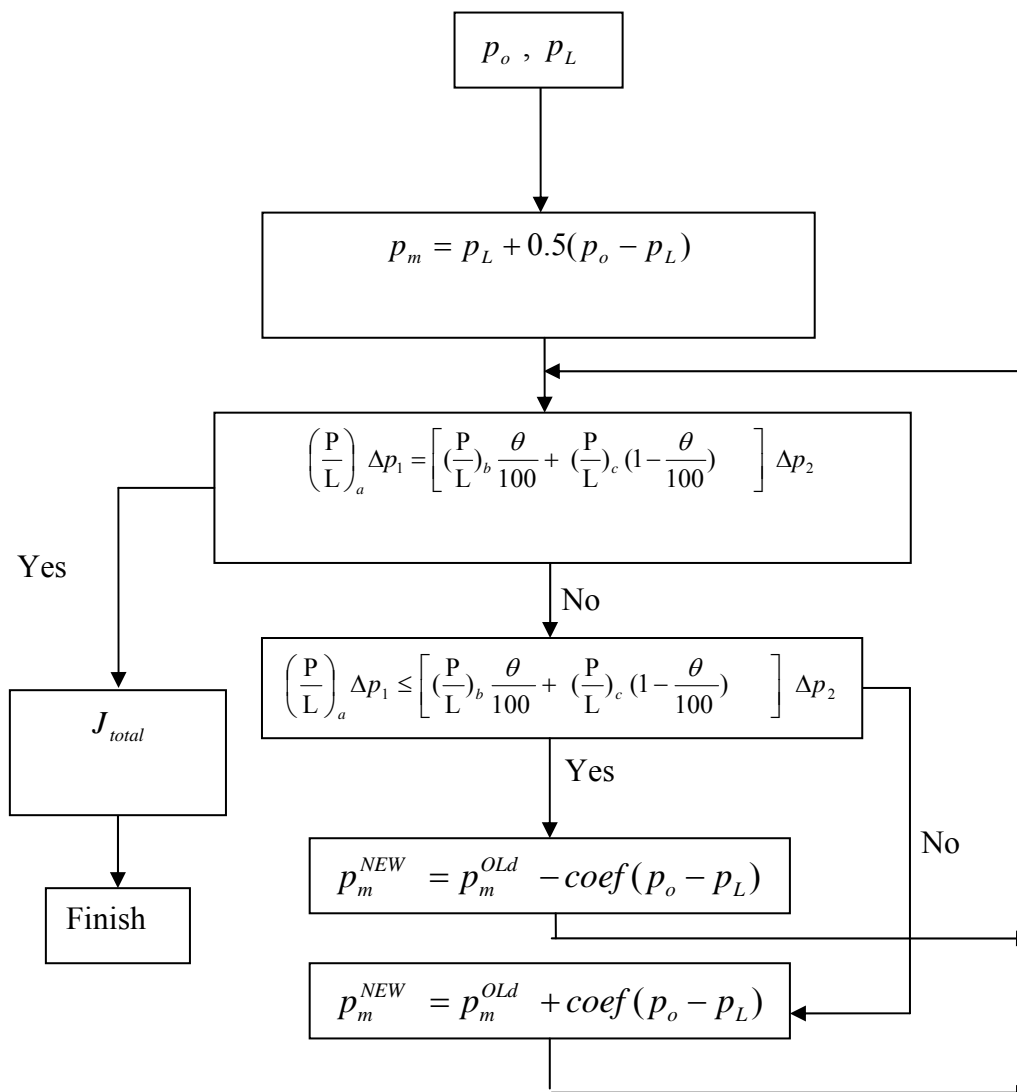 p_o , p_L
p_m = p_L + 0.5(p_o − p_L)
(P/L)_a Δp_1 = [(P/L)_b θ/100 + (P/L)_c (1 − θ/100)] Δp_2
Yes
No
(P/L)_a Δp_1 ≤ [(P/L)_b θ/100 + (P/L)_c (1 − θ/100)] Δp_2
J_total
Yes
No
p_m^NEW = p_m^OLd − coef(p_o − p_L)
Finish
p_m^NEW = p_m^OLd + coef(p_o − p_L)